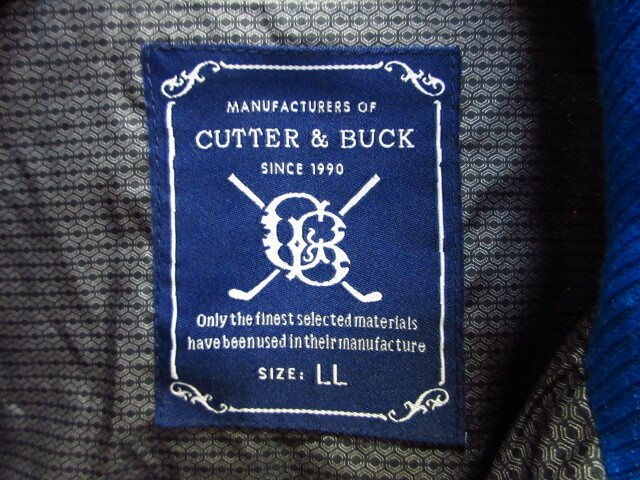 MANUFACTURERS OF
CUTTER & BUCK
SINCE 1990
C&B
Only the finest selected materials
have been used in their manufacture
SIZE: LL